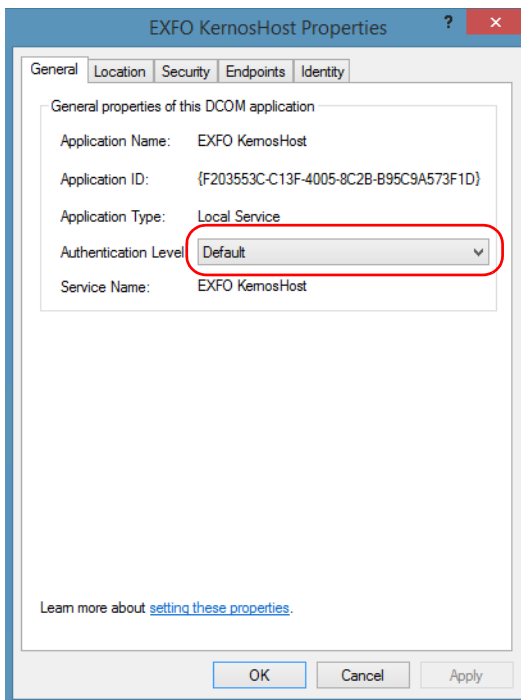 EXFO KernosHost Properties
?
×
General Location Security Endpoints Identity
General properties of this DCOM application
Application Name: EXFO KernosHost
Application ID: {F203553C-C13F-4005-8C2B-B95C9A573F1D}
Application Type: Local Service
Authentication Level Default
Service Name: EXFO KernosHost
Learn more about setting these properties.
OK Cancel Apply